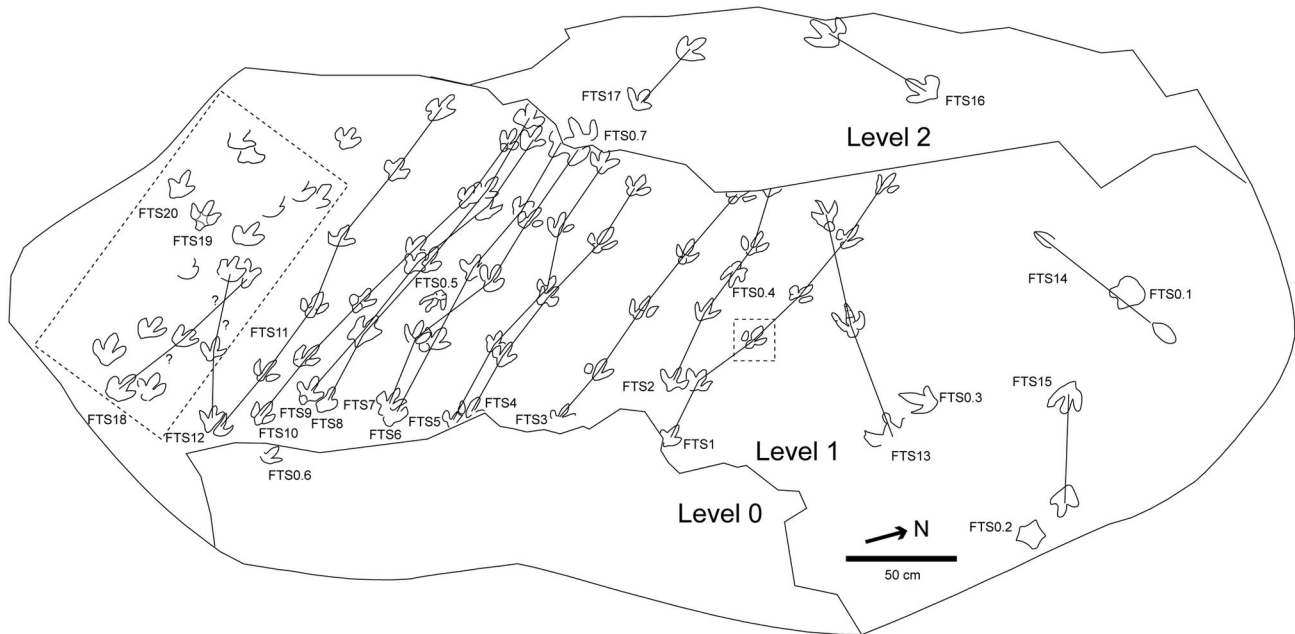 FTS17
FTS16
FTS0.7
Level 2
FTS20
FTS19
FTS0.5
FTS14
FTS0.1
FTS0.4
?
?
?
FTS11
FTS2
FTS15
FTS9
FTS8
FTS7
FTS0.3
FTS18
FTS12
FTS10
FTS6
FTS5
FTS4
FTS3
FTS1
Level 1
FTS13
FTS0.6
Level 0
N
FTS0.2
50 cm